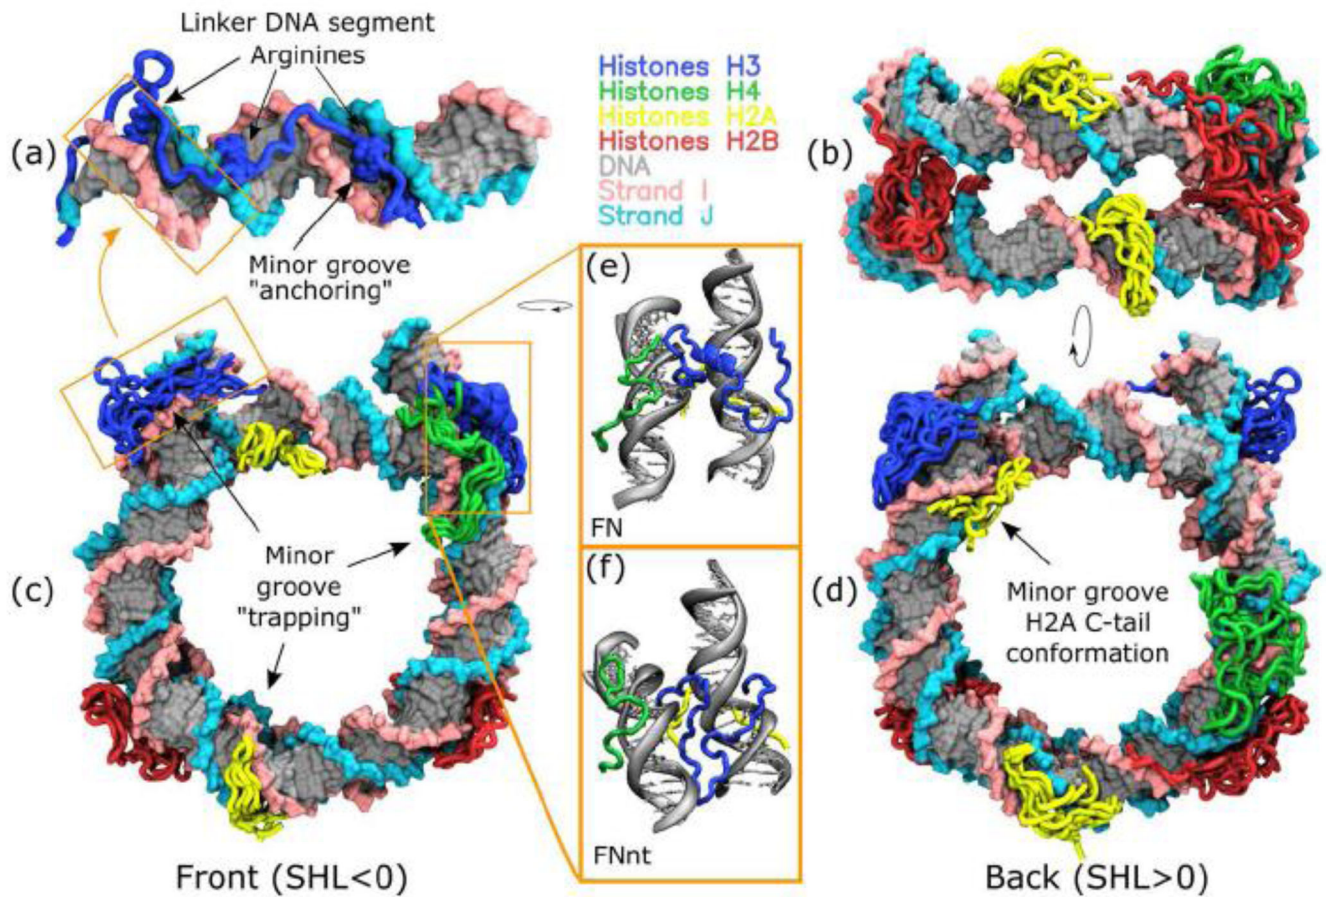 Linker DNA segment
Arginines
(a)
Minor groove
"anchoring"
Histones H3
Histones H4
Histones H2A
Histones H2B
DNA
Strand I
Strand J
(b)
(e)
FN
(c)
Minor
groove
"trapping"
(f)
FNnt
(d)
Minor groove
H2A C-tail
conformation
Front (SHL<0)
Back (SHL>0)